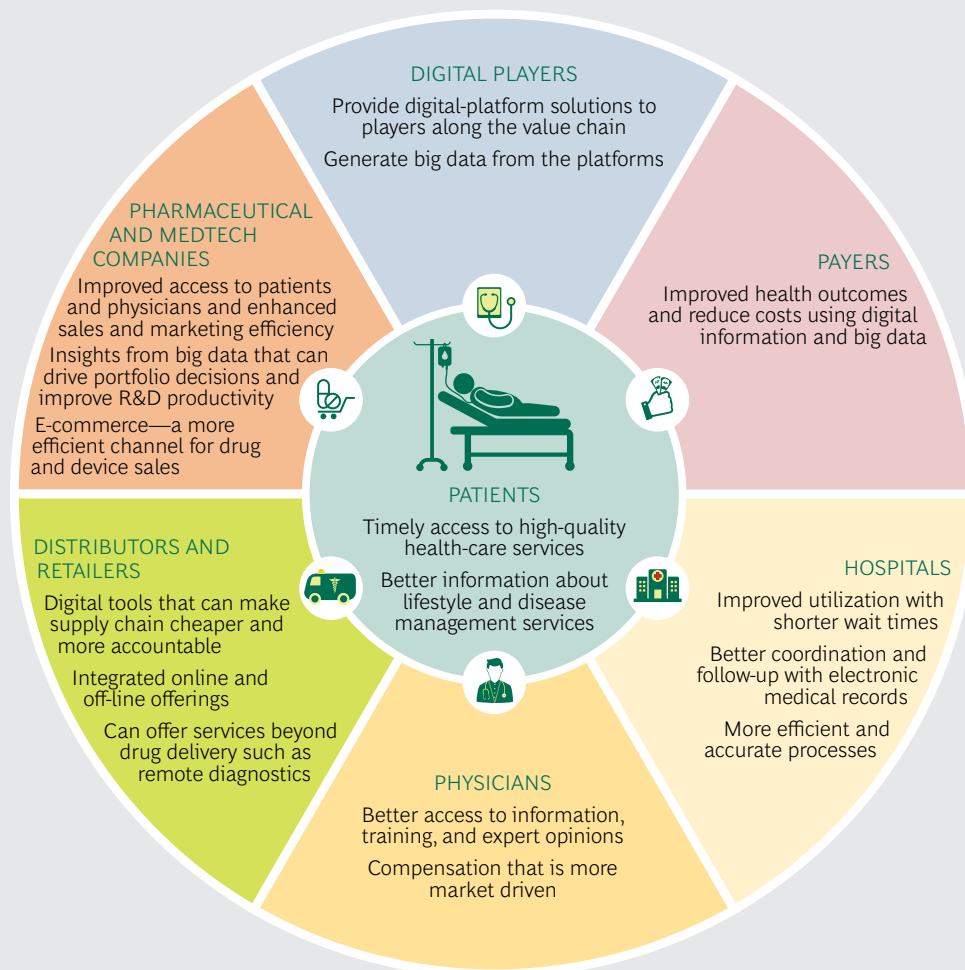 DIGITAL PLAYERS
Provide digital-platform solutions to
players along the value chain
Generate big data from the platforms
PHARMACEUTICAL
AND MEDTECH
COMPANIES
Improved access to patients
and physicians and enhanced
sales and marketing efficiency
Insights from big data that can
drive portfolio decisions and
improve R&D productivity
E-commerce—a more
efficient channel for drug
and device sales
PAYERS
Improved health outcomes
and reduce costs using digital
information and big data
PATIENTS
Timely access to high-quality
health-care services
Better information about
lifestyle and disease
management services
DISTRIBUTORS AND
RETAILERS
Digital tools that can make
supply chain cheaper and
more accountable
Integrated online and
off-line offerings
Can offer services beyond
drug delivery such as
remote diagnostics
HOSPITALS
Improved utilization with
shorter wait times
Better coordination and
follow-up with electronic
medical records
More efficient and
accurate processes
PHYSICIANS
Better access to information,
training, and expert opinions
Compensation that is more
market driven